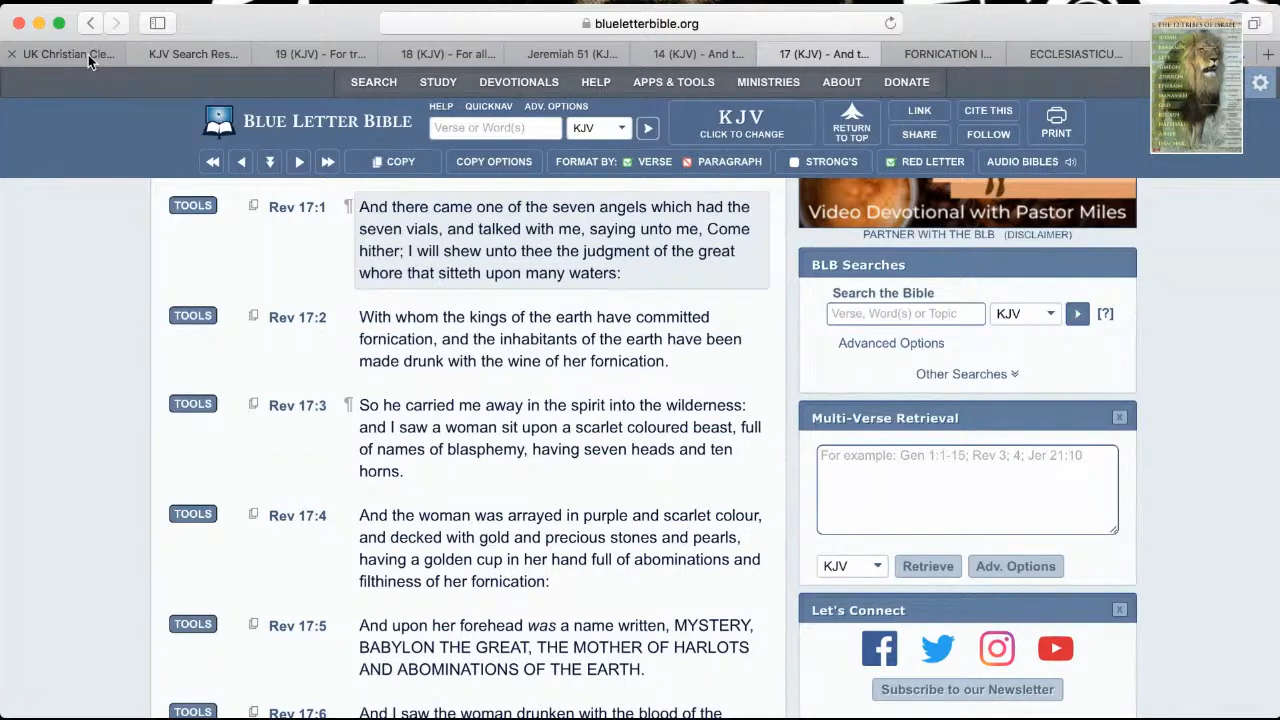 blueletterbible.org
UK Christian Cle...
KJV Search Res...
19 (KJV) - For tr...
18 (KJV) - For all...
Jeremiah 51 (KJ...
14 (KJV) - And t...
17 (KJV) - And t...
FORNICATION I...
ECCLESIASTICU...
THE 12 TRIBES OF ISRAEL
SEARCH STUDY DEVOTIONALS HELP APPS & TOOLS MINISTRIES ABOUT DONATE
BLUE LETTER BIBLE
HELP QUICKNAV ADV. OPTIONS
Verse or Word(s)
KJV
KJV
CLICK TO CHANGE
RETURN
TO TOP
LINK
CITE THIS
SHARE
FOLLOW
PRINT
COPY
COPY OPTIONS
FORMAT BY: VERSE PARAGRAPH
STRONG'S
RED LETTER
AUDIO BIBLES
TOOLS Rev 17:1 ¶ And there came one of the seven angels which had the
seven vials, and talked with me, saying unto me, Come
hither; I will shew unto thee the judgment of the great
whore that sitteth upon many waters:
TOOLS Rev 17:2 With whom the kings of the earth have committed
fornication, and the inhabitants of the earth have been
made drunk with the wine of her fornication.
TOOLS Rev 17:3 ¶ So he carried me away in the spirit into the wilderness:
and I saw a woman sit upon a scarlet coloured beast, full
of names of blasphemy, having seven heads and ten
horns.
TOOLS Rev 17:4 And the woman was arrayed in purple and scarlet colour,
and decked with gold and precious stones and pearls,
having a golden cup in her hand full of abominations and
filthiness of her fornication:
TOOLS Rev 17:5 And upon her forehead was a name written, MYSTERY,
BABYLON THE GREAT, THE MOTHER OF HARLOTS
AND ABOMINATIONS OF THE EARTH.
TOOLS Rev 17:6 And I saw the woman drunken with the blood of the
Video Devotional with Pastor Miles
PARTNER WITH THE BLB (DISCLAIMER)
BLB Searches
Search the Bible
Verse, Word(s) or Topic
KJV
[?]
Advanced Options
Other Searches
Multi-Verse Retrieval
x
For example: Gen 1:1-15; Rev 3; 4; Jer 21:10
KJV
Retrieve
Adv. Options
Let's Connect
x
Subscribe to our Newsletter